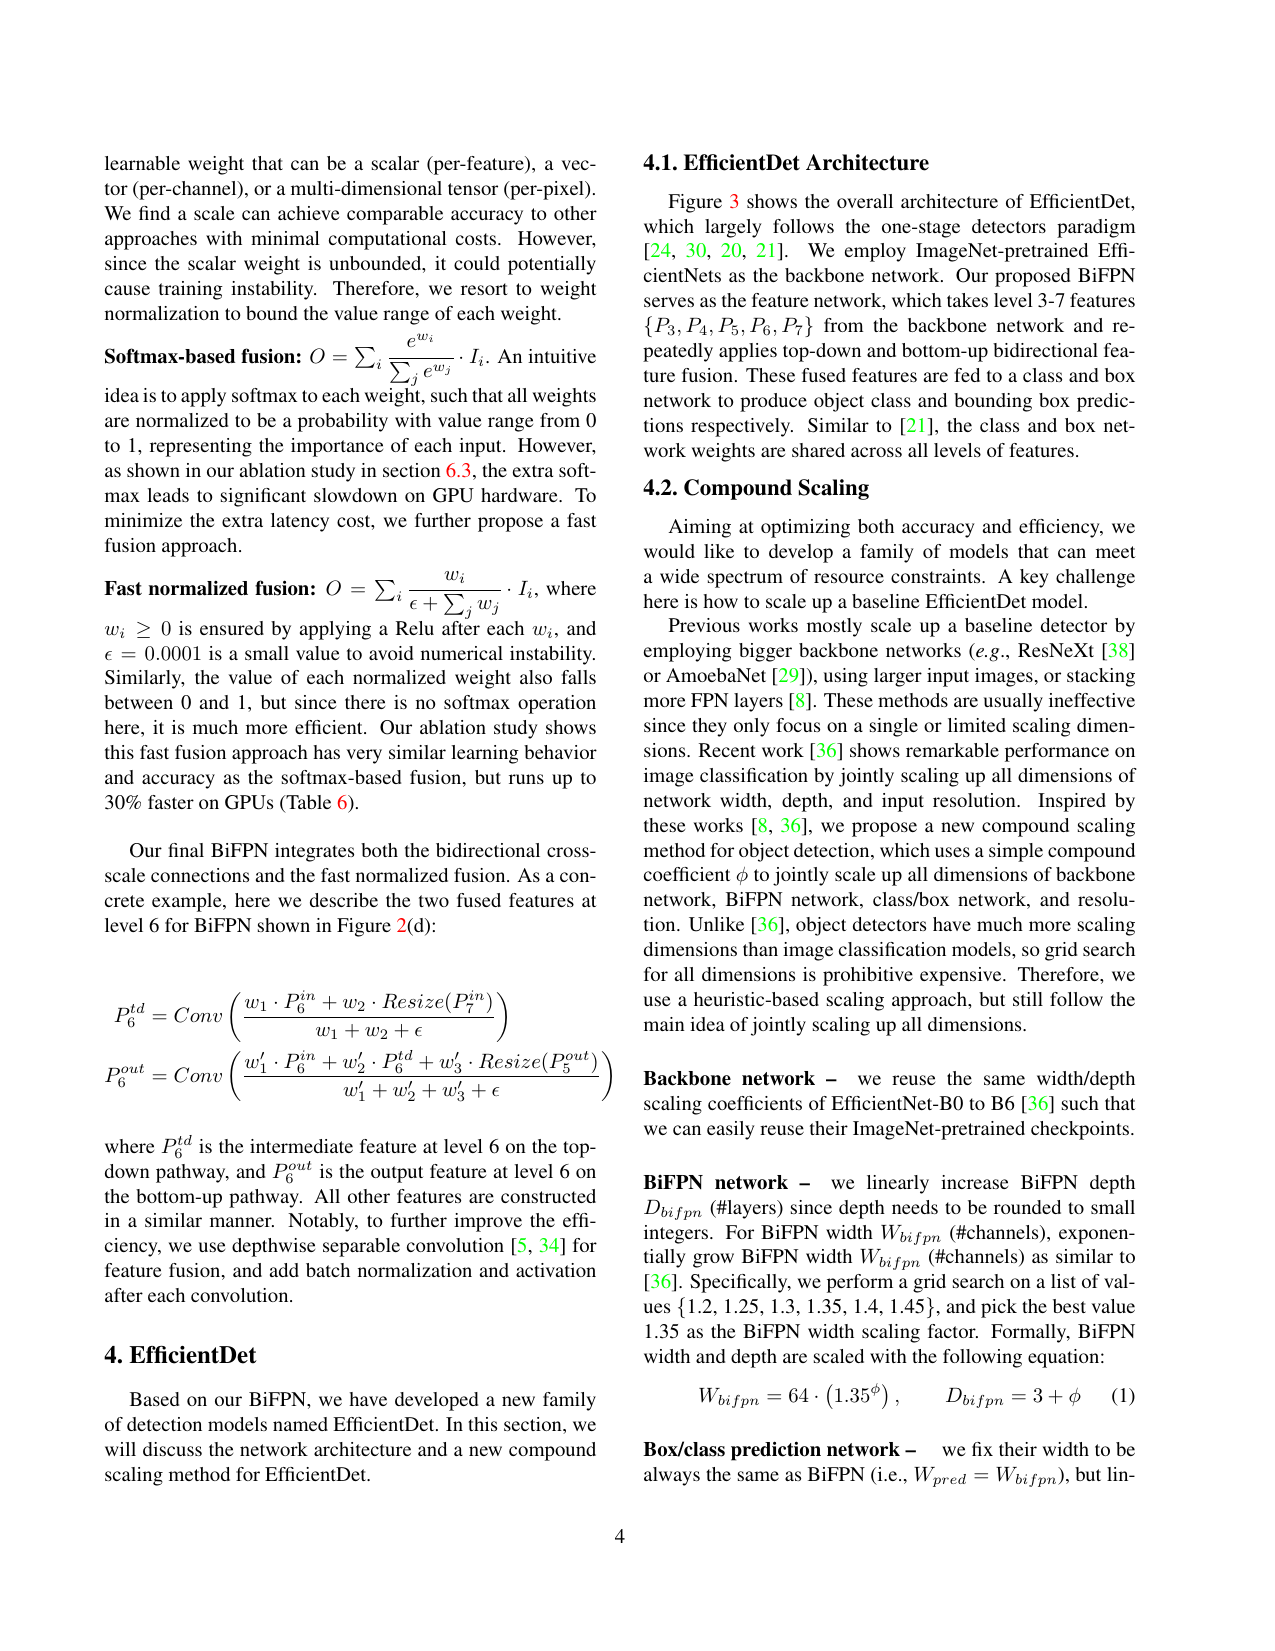 learnable weight that can be a scalar (per-feature), a vec-
tor (per-channel), or a multi-dimensional tensor (per-pixel).
We find a scale can achieve comparable accuracy to other
approaches with minimal computational costs. However,
since the scalar weight is unbounded, it could potentially
cause training instability. Therefore, we resort to weight
normalization to bound the value range of each weight.
Softmax-based fusion: $O = \sum_i \frac{e^{w_i}}{\sum_j e^{w_j}} \cdot I_i$. An intuitive
idea is to apply softmax to each weight, such that all weights
are normalized to be a probability with value range from 0
to 1, representing the importance of each input. However,
as shown in our ablation study in section 6.3, the extra soft-
max leads to significant slowdown on GPU hardware. To
minimize the extra latency cost, we further propose a fast
fusion approach.
Fast normalized fusion: $O = \sum_i \frac{w_i}{\epsilon + \sum_j w_j} \cdot I_i$, where
$w_i \geq 0$ is ensured by applying a Relu after each $w_i$, and
$\epsilon = 0.0001$ is a small value to avoid numerical instability.
Similarly, the value of each normalized weight also falls
between 0 and 1, but since there is no softmax operation
here, it is much more efficient. Our ablation study shows
this fast fusion approach has very similar learning behavior
and accuracy as the softmax-based fusion, but runs up to
30% faster on GPUs (Table 6).
Our final BiFPN integrates both the bidirectional cross-
scale connections and the fast normalized fusion. As a con-
crete example, here we describe the two fused features at
level 6 for BiFPN shown in Figure 2(d):
$P_6^{td} = Conv\left(\frac{w_1 \cdot P_6^{in} + w_2 \cdot Resize(P_7^{in})}{w_1 + w_2 + \epsilon}\right)$
$P_6^{out} = Conv\left(\frac{w_1' \cdot P_6^{in} + w_2' \cdot P_6^{td} + w_3' \cdot Resize(P_5^{out})}{w_1' + w_2' + w_3' + \epsilon}\right)$
where $P_6^{td}$ is the intermediate feature at level 6 on the top-
down pathway, and $P_6^{out}$ is the output feature at level 6 on
the bottom-up pathway. All other features are constructed
in a similar manner. Notably, to further improve the effi-
ciency, we use depthwise separable convolution [5, 34] for
feature fusion, and add batch normalization and activation
after each convolution.
4. EfficientDet
Based on our BiFPN, we have developed a new family
of detection models named EfficientDet. In this section, we
will discuss the network architecture and a new compound
scaling method for EfficientDet.
4.1. EfficientDet Architecture
Figure 3 shows the overall architecture of EfficientDet,
which largely follows the one-stage detectors paradigm
[24, 30, 20, 21]. We employ ImageNet-pretrained Effi-
cientNets as the backbone network. Our proposed BiFPN
serves as the feature network, which takes level 3-7 features
$\{P_3, P_4, P_5, P_6, P_7\}$ from the backbone network and re-
peatedly applies top-down and bottom-up bidirectional fea-
ture fusion. These fused features are fed to a class and box
network to produce object class and bounding box predic-
tions respectively. Similar to [21], the class and box net-
work weights are shared across all levels of features.
4.2. Compound Scaling
Aiming at optimizing both accuracy and efficiency, we
would like to develop a family of models that can meet
a wide spectrum of resource constraints. A key challenge
here is how to scale up a baseline EfficientDet model.
Previous works mostly scale up a baseline detector by
employing bigger backbone networks (e.g., ResNeXt [38]
or AmoebaNet [29]), using larger input images, or stacking
more FPN layers [8]. These methods are usually ineffective
since they only focus on a single or limited scaling dimen-
sions. Recent work [36] shows remarkable performance on
image classification by jointly scaling up all dimensions of
network width, depth, and input resolution. Inspired by
these works [8, 36], we propose a new compound scaling
method for object detection, which uses a simple compound
coefficient $\phi$ to jointly scale up all dimensions of backbone
network, BiFPN network, class/box network, and resolu-
tion. Unlike [36], object detectors have much more scaling
dimensions than image classification models, so grid search
for all dimensions is prohibitive expensive. Therefore, we
use a heuristic-based scaling approach, but still follow the
main idea of jointly scaling up all dimensions.
Backbone network – we reuse the same width/depth
scaling coefficients of EfficientNet-B0 to B6 [36] such that
we can easily reuse their ImageNet-pretrained checkpoints.
BiFPN network – we linearly increase BiFPN depth
$D_{bifpn}$ (#layers) since depth needs to be rounded to small
integers. For BiFPN width $W_{bifpn}$ (#channels), exponen-
tially grow BiFPN width $W_{bifpn}$ (#channels) as similar to
[36]. Specifically, we perform a grid search on a list of val-
ues {1.2, 1.25, 1.3, 1.35, 1.4, 1.45}, and pick the best value
1.35 as the BiFPN width scaling factor. Formally, BiFPN
width and depth are scaled with the following equation:
$W_{bifpn} = 64 \cdot \left(1.35^{\phi}\right), \quad D_{bifpn} = 3 + \phi$ (1)
Box/class prediction network – we fix their width to be
always the same as BiFPN (i.e., $W_{pred} = W_{bifpn}$), but lin-
4